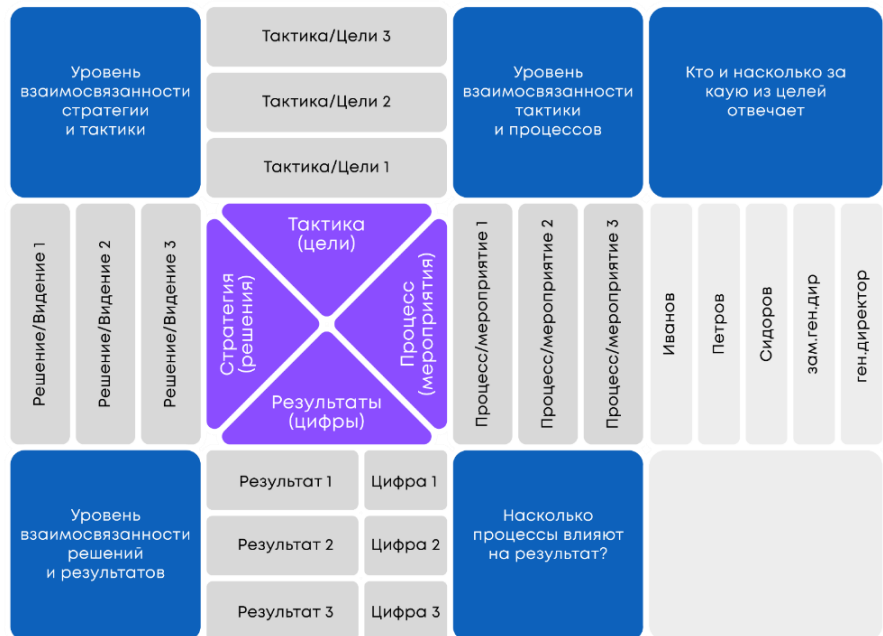 Уровень
взаимосвязанности
стратегии
и тактики
Тактика/Цели 3
Тактика/Цели 2
Тактика/Цели 1
Уровень
взаимосвязанности
тактики
и процессов
Кто и насколько за
каую из целей
отвечает
Решение/Видение 1
Решение/Видение 2
Решение/Видение 3
Тактика
(цели)
Стратегия
(решения)
Процесс
(мероприятия)
Результаты
(цифры)
Процесс/мероприятие 1
Процесс/мероприятие 2
Процесс/мероприятие 3
Иванов
Петров
Сидоров
зам.ген.дир
ген.директор
Уровень
взаимосвязанности
решений
и результатов
Результат 1
Цифра 1
Результат 2
Цифра 2
Результат 3
Цифра 3
Насколько
процессы влияют
на результат?